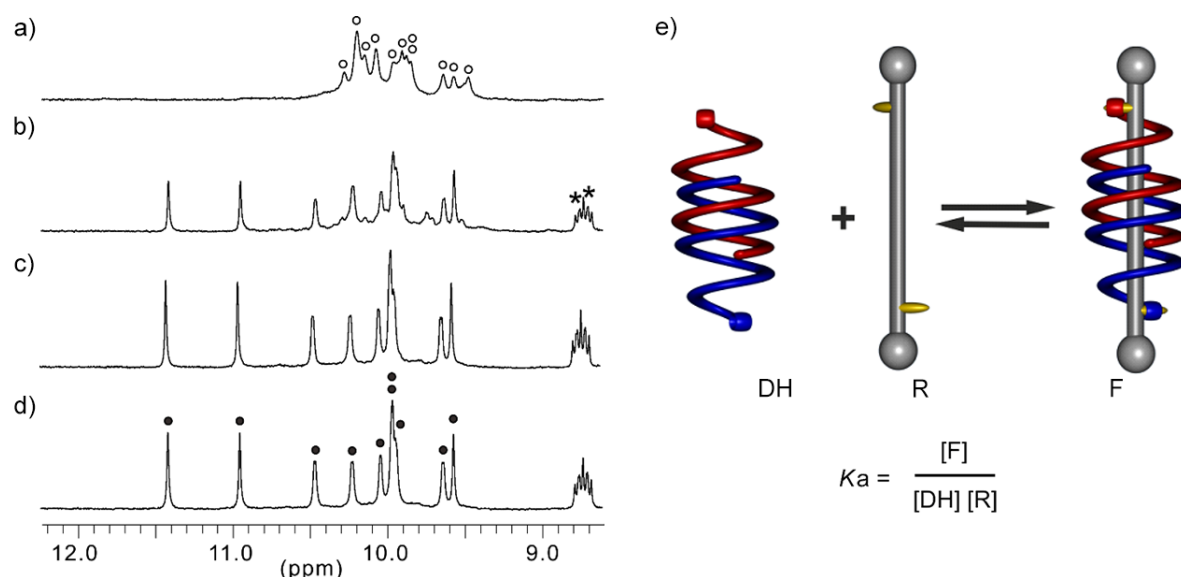 a)
b)
* *
c)
d)
12.0 11.0 10.0 9.0
(ppm)
e)
+
DH R F
Ka = [F]
[DH] [R]